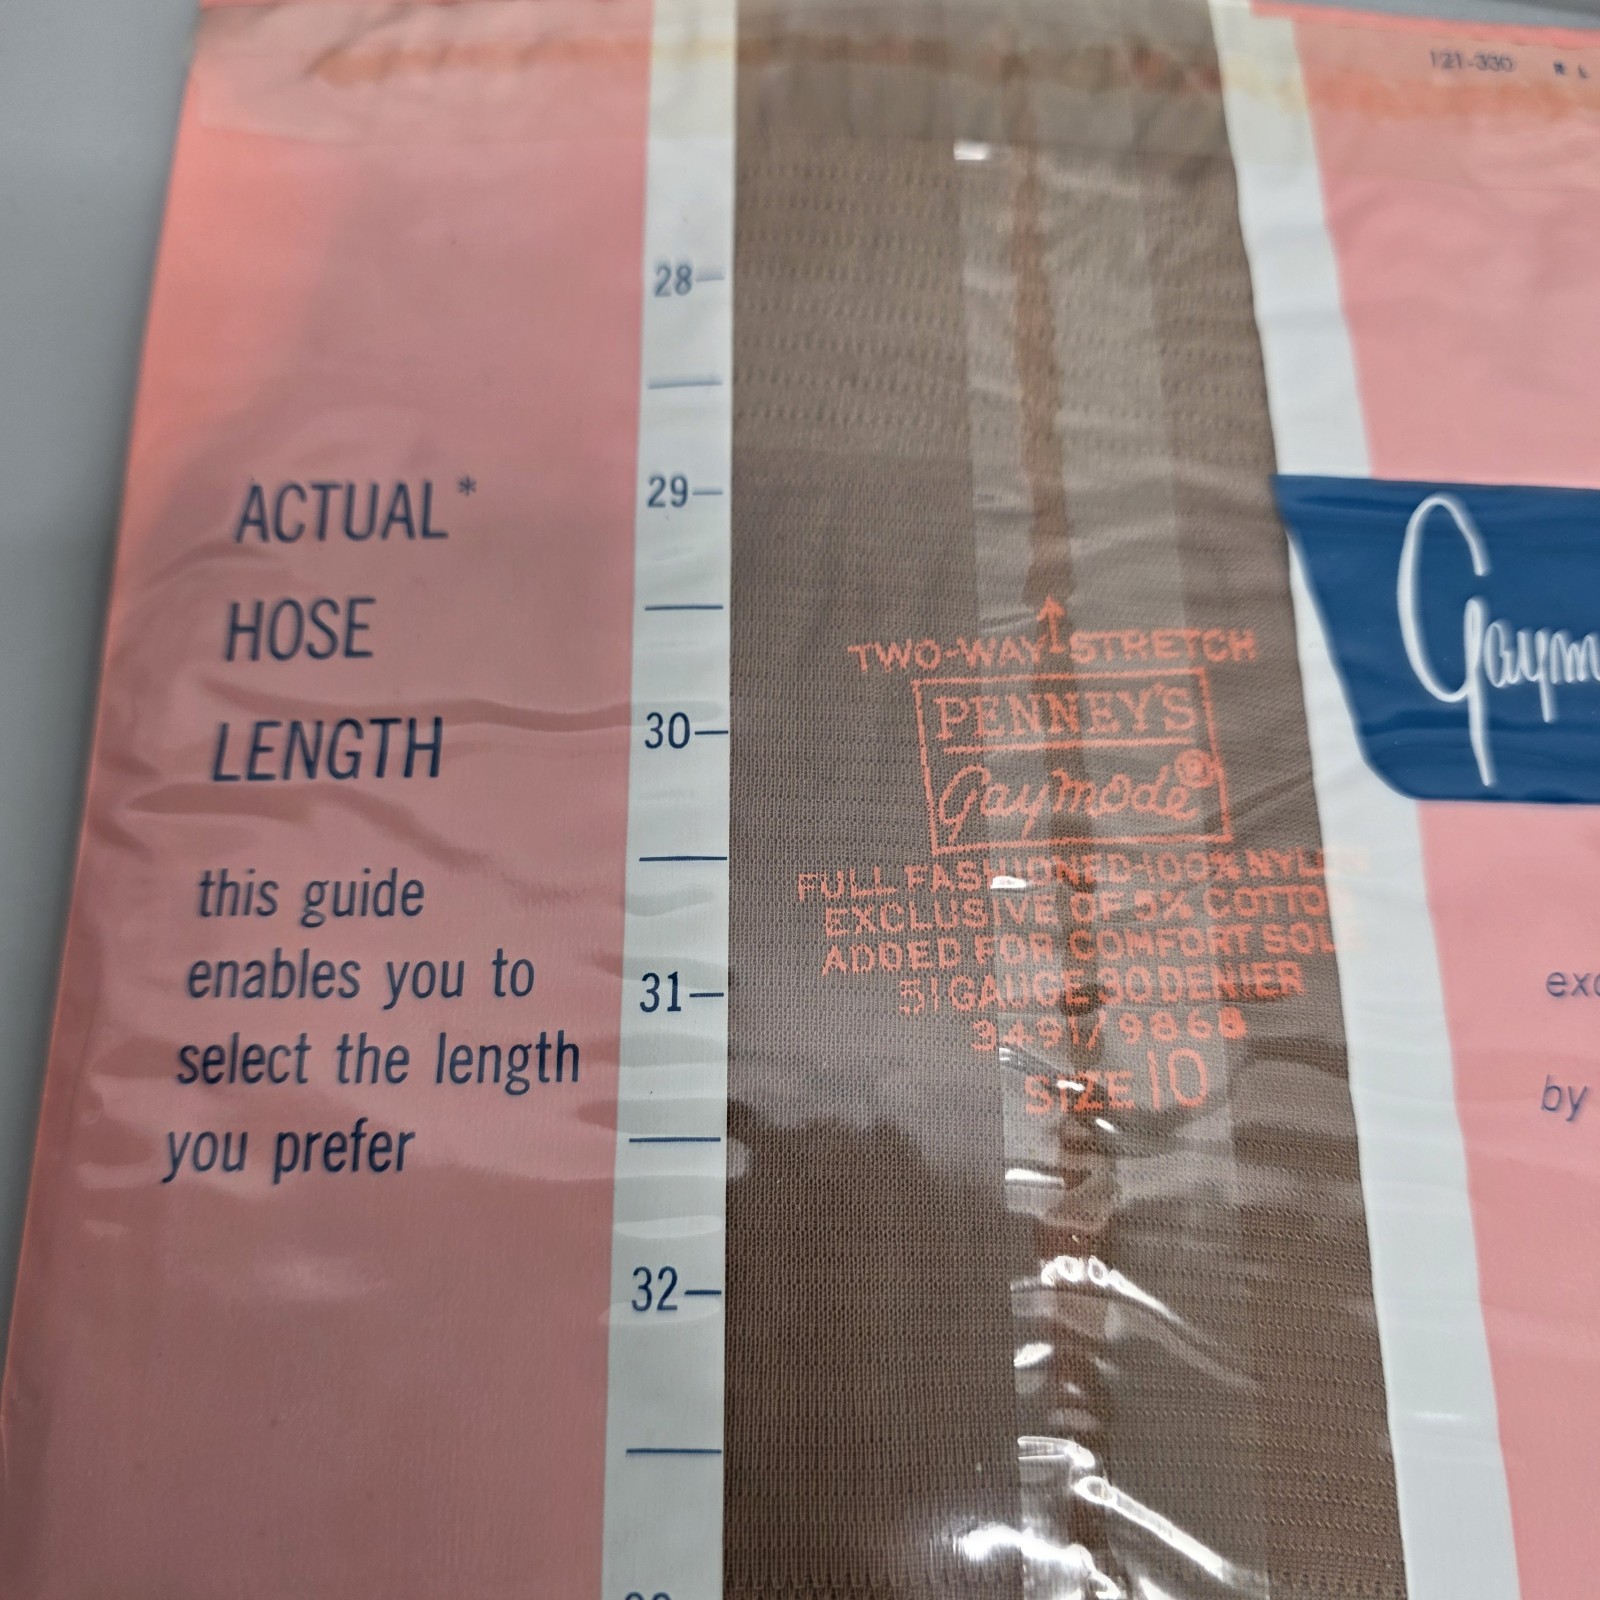 121-330 R L
28
29
30
31
32
ACTUAL*
HOSE
LENGTH
this guide
enables you to
select the length
you prefer
TWO-WAY STRETCH
PENNEY'S
Gaymode®
FULL FASHIONED-100% NYLON
EXCLUSIVE OF 5% COTTO
ADDED FOR COMFORT SOLE
51 GAUGE 30 DENIER
3491/9868
SIZE 10
Gaym
exc
by